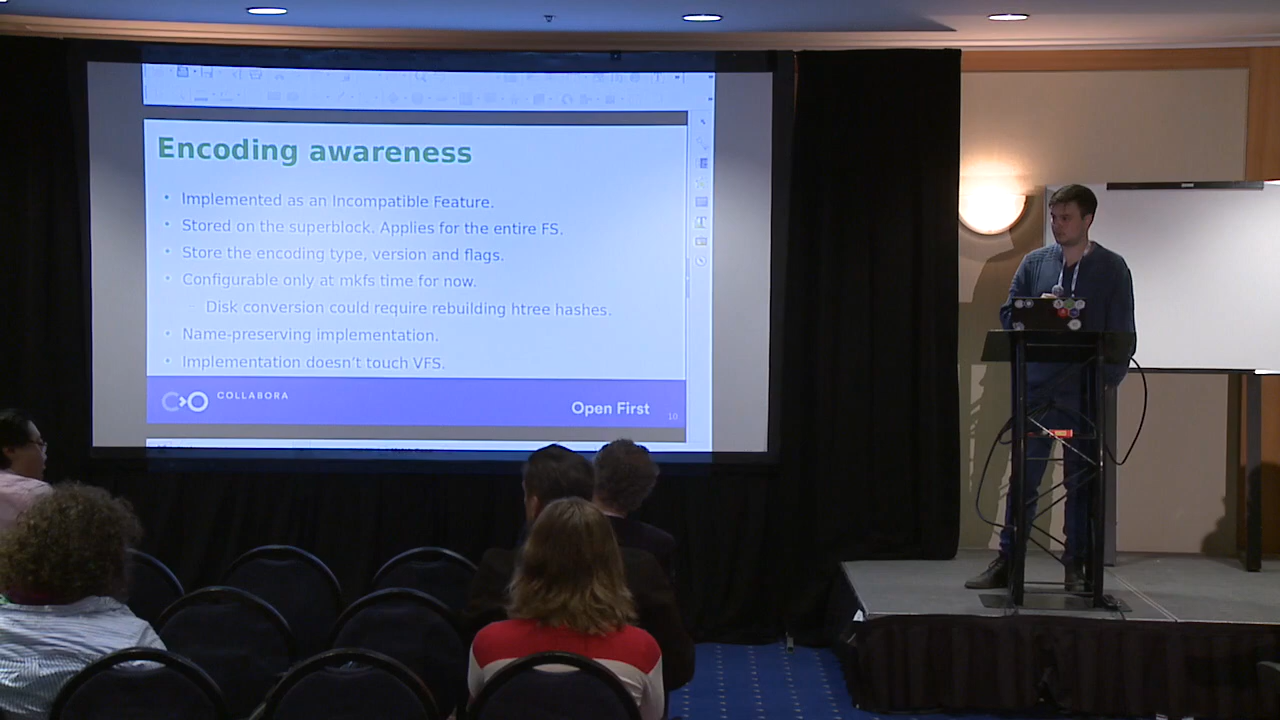 Encoding awareness
• Implemented as an Incompatible Feature.
• Stored on the superblock. Applies for the entire FS.
• Store the encoding type, version and flags.
• Configurable only at mkfs time for now.
– Disk conversion could require rebuilding htree hashes.
• Name-preserving implementation.
• Implementation doesn't touch VFS.
COLLABORA
Open First
10